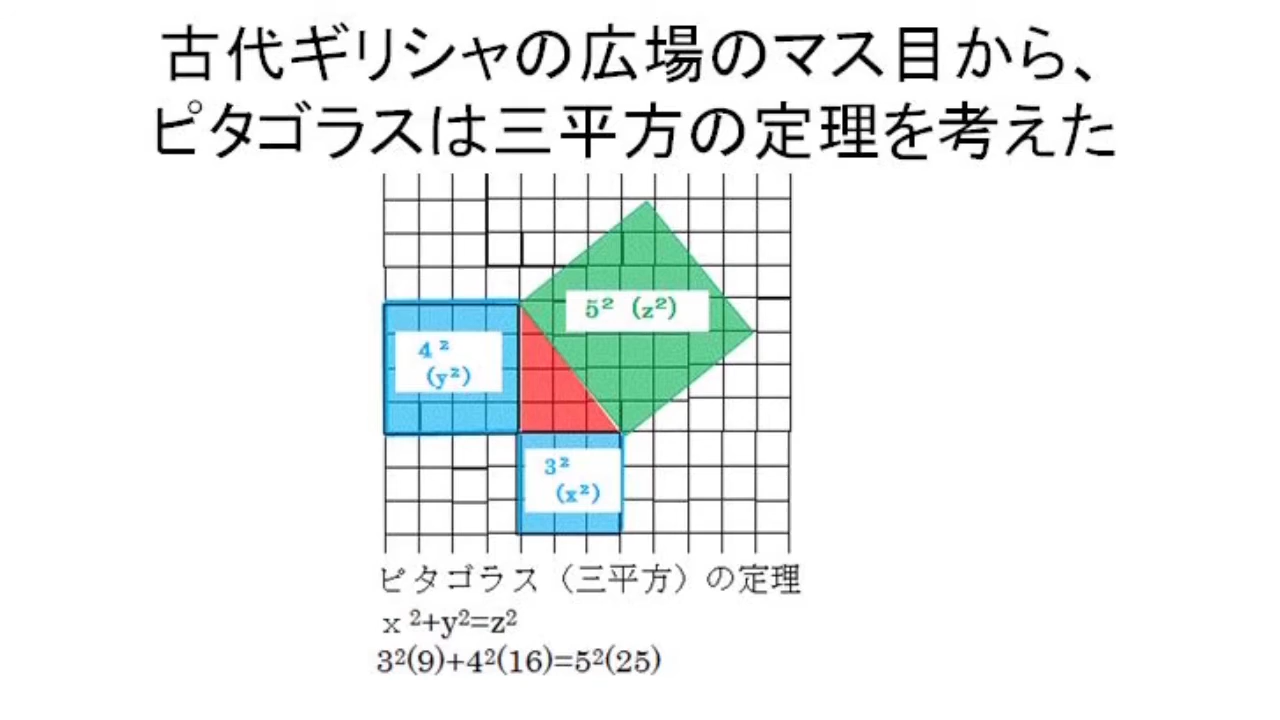 古代ギリシャの広場のマス目から、
ピタゴラスは三平方の定理を考えた
5² (z²)
4²
(y²)
3²
(x²)
ピタゴラス（三平方）の定理
x²+y²=z²
3²(9)+4²(16)=5²(25)